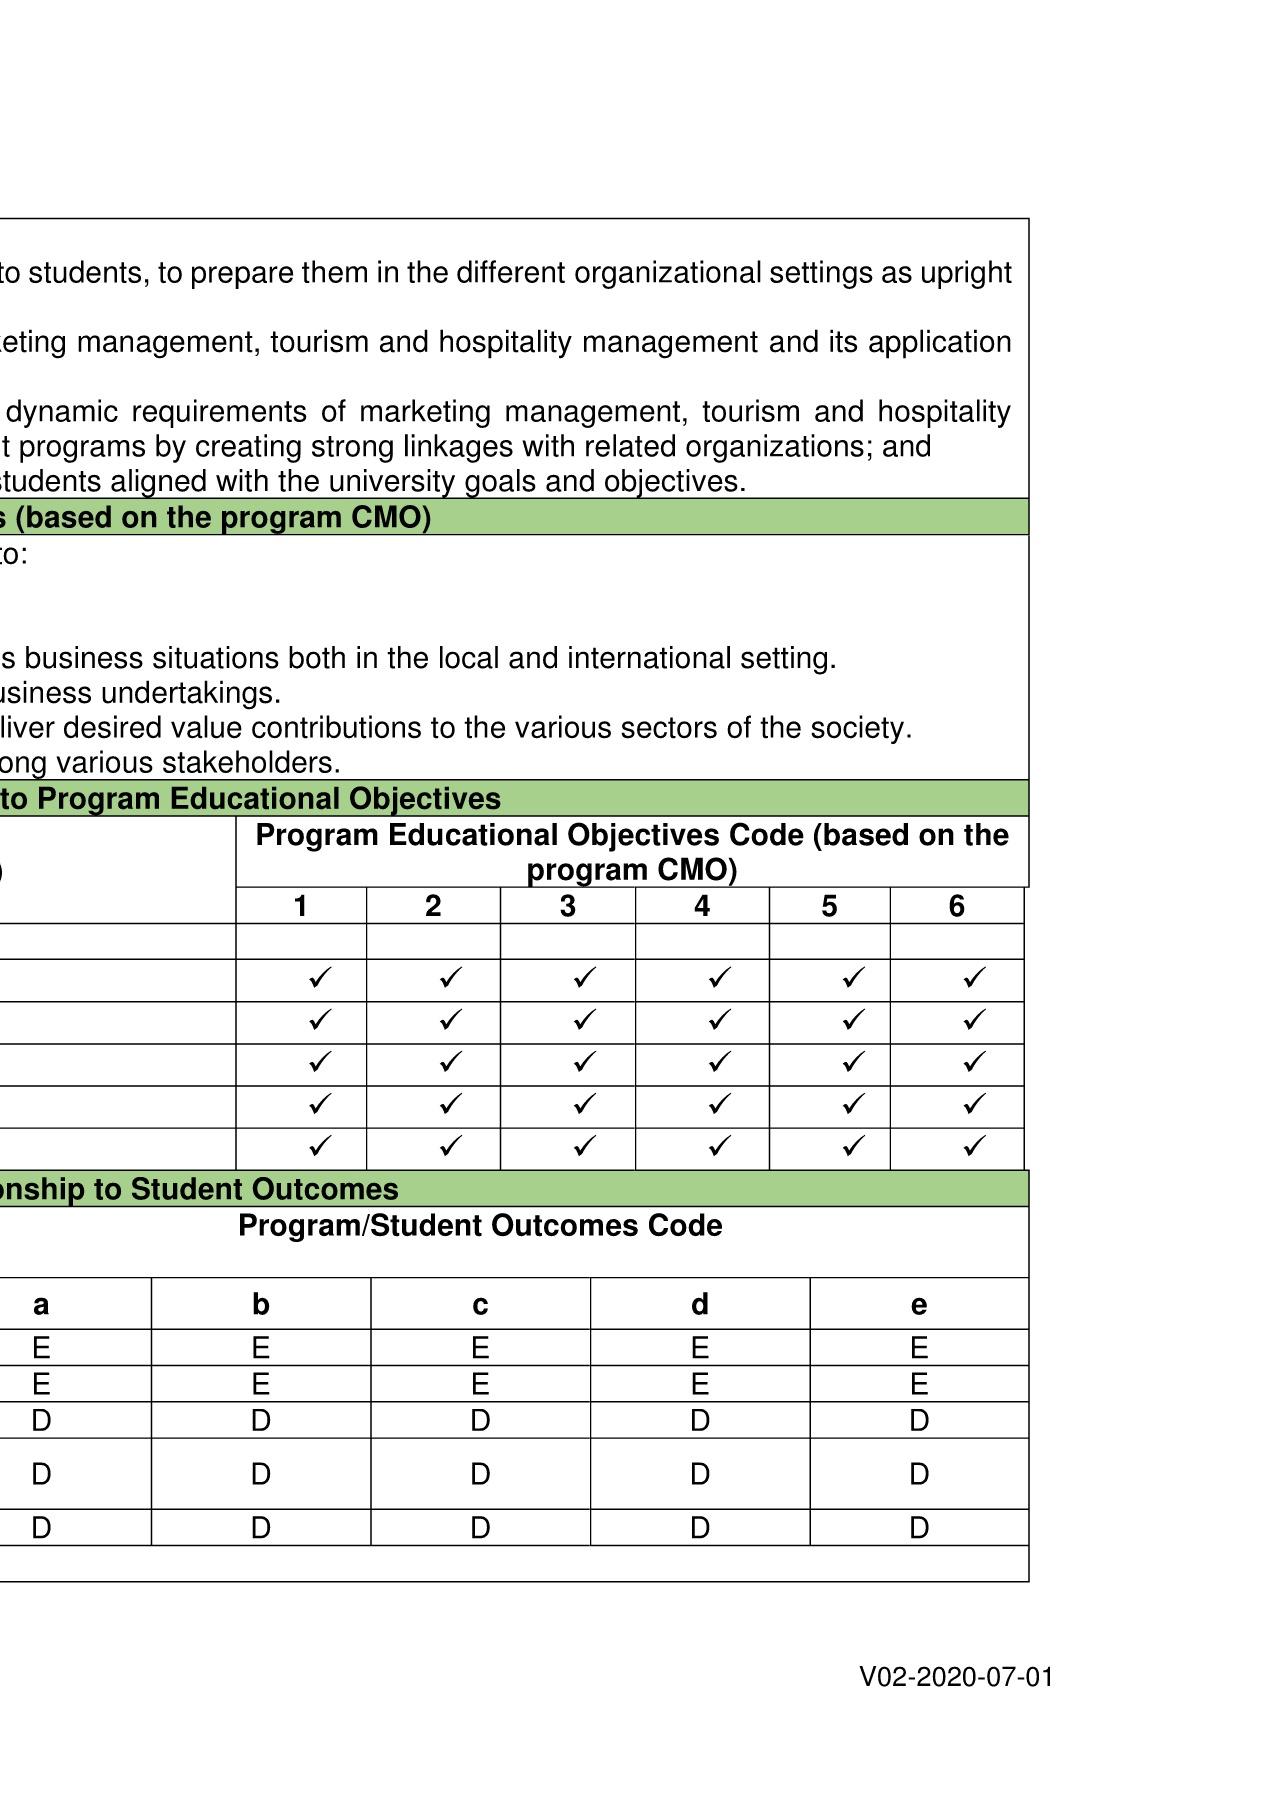 to students, to prepare them in the different organizational settings as upright
keting management, tourism and hospitality management and its application
dynamic requirements of marketing management, tourism and hospitality
t programs by creating strong linkages with related organizations; and
students aligned with the university goals and objectives.
s (based on the program CMO)
to:
s business situations both in the local and international setting.
usiness undertakings.
liver desired value contributions to the various sectors of the society.
ong various stakeholders.
to Program Educational Objectives
Program Educational Objectives Code (based on the
) program CMO)
1 2 3 4 5 6
✓ ✓ ✓ ✓ ✓ ✓
✓ ✓ ✓ ✓ ✓ ✓
✓ ✓ ✓ ✓ ✓ ✓
✓ ✓ ✓ ✓ ✓ ✓
✓ ✓ ✓ ✓ ✓ ✓
onship to Student Outcomes
Program/Student Outcomes Code
a b c d e
E E E E E
E E E E E
D D D D D
D D D D D
D D D D D
V02-2020-07-01